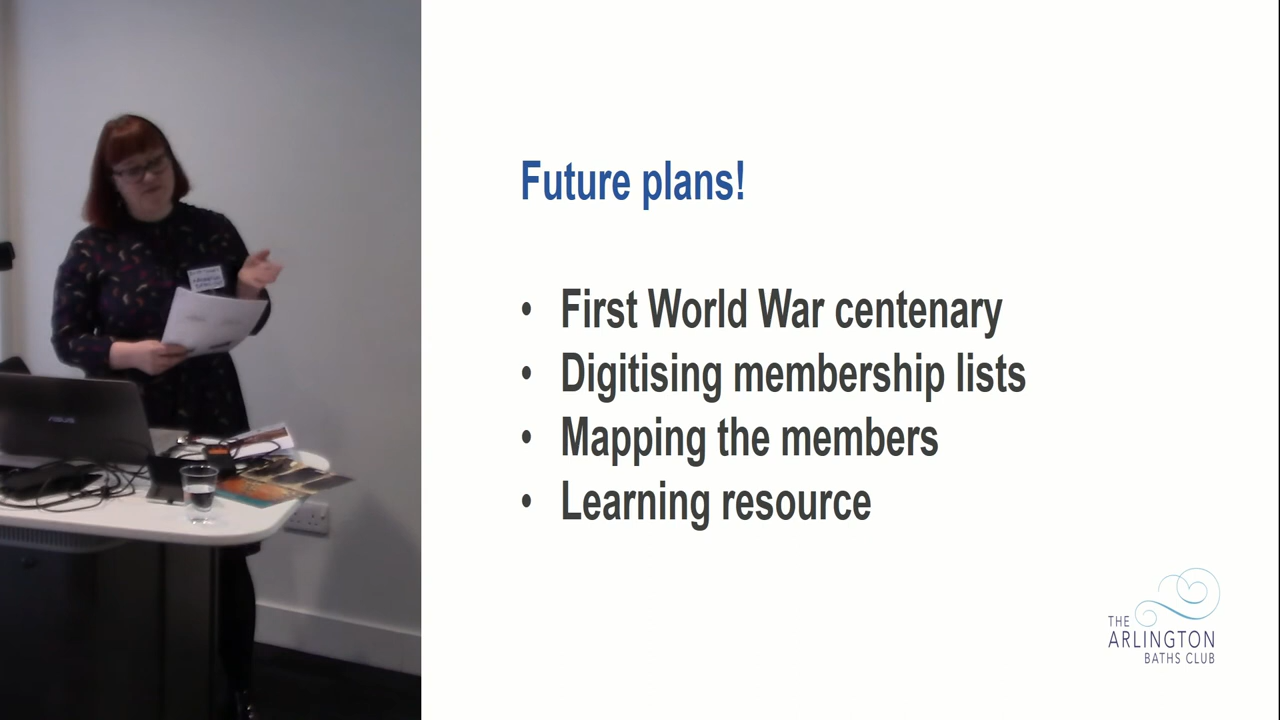 Future plans!
• First World War centenary
• Digitising membership lists
• Mapping the members
• Learning resource
THE
ARLINGTON
BATHS CLUB
ASUS